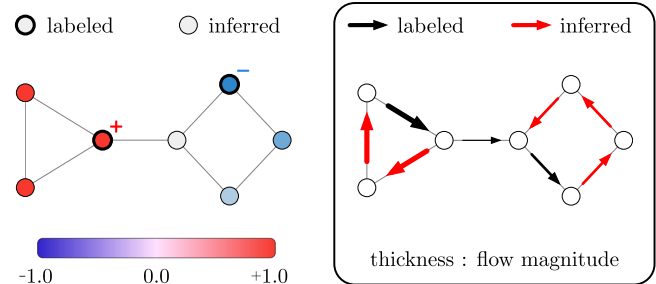 labeled inferred
+
−
-1.0 0.0 +1.0
labeled inferred
thickness : flow magnitude